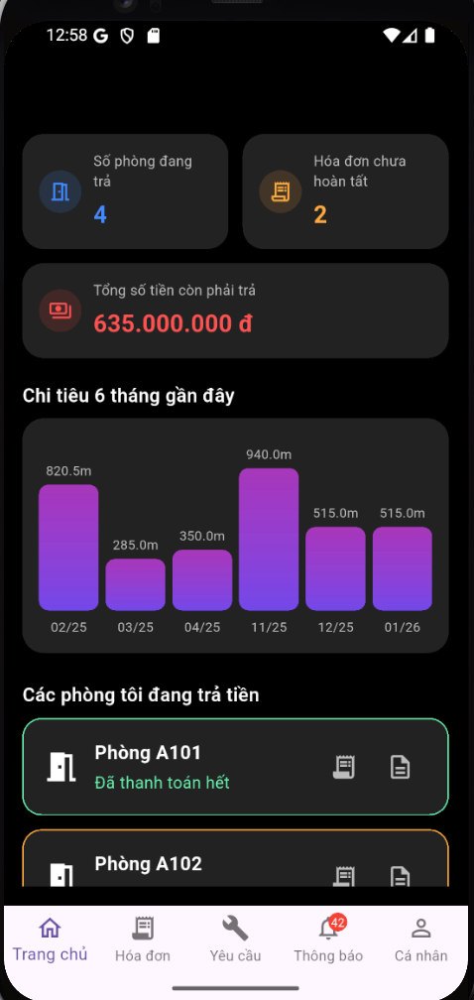 12:58
Số phòng đang
trả
4
Hóa đơn chưa
hoàn tất
2
Tổng số tiền còn phải trả
635.000.000 đ
Chi tiêu 6 tháng gần đây
820.5m
285.0m
350.0m
940.0m
515.0m
515.0m
02/25
03/25
04/25
11/25
12/25
01/26
Các phòng tôi đang trả tiền
Phòng A101
Đã thanh toán hết
Phòng A102
42
Trang chủ
Hóa đơn
Yêu cầu
Thông báo
Cá nhân